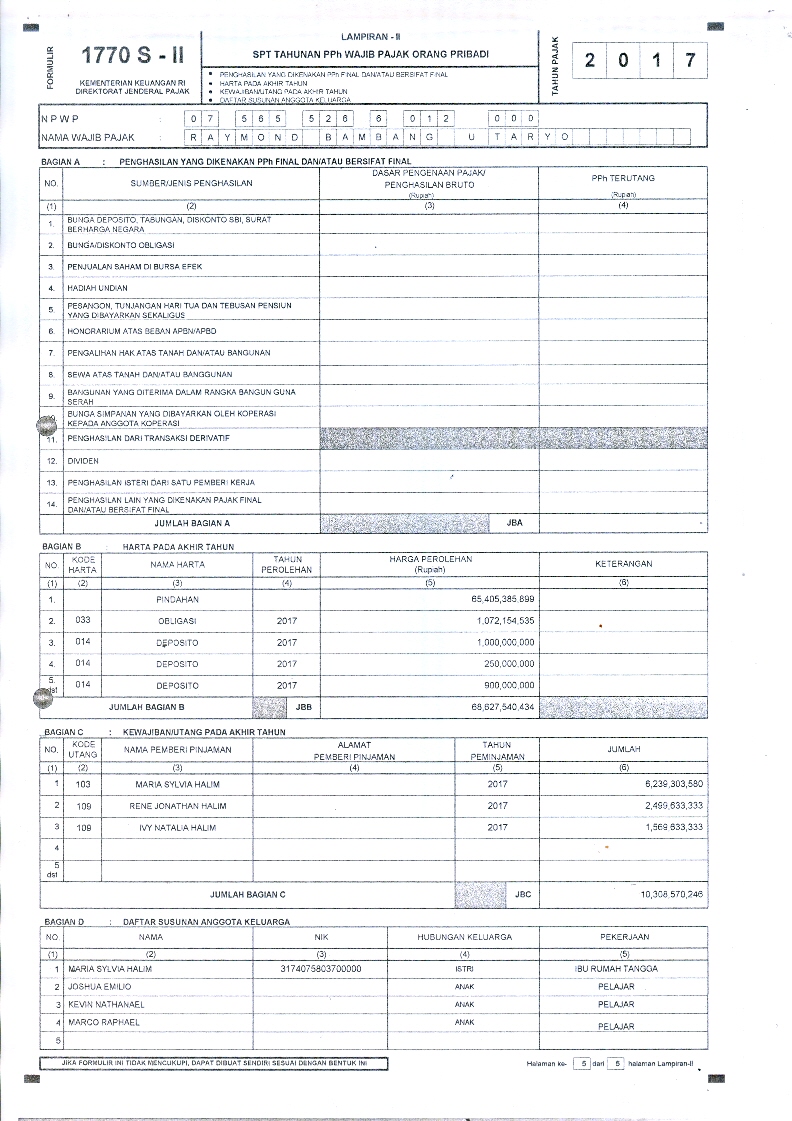 FORMULIR
1770 S - II
KEMENTERIAN KEUANGAN RI
DIREKTORAT JENDERAL PAJAK
LAMPIRAN - II
SPT TAHUNAN PPh WAJIB PAJAK ORANG PRIBADI
• PENGHASILAN YANG DIKENAKAN PPh FINAL DAN/ATAU BERSIFAT FINAL
• HARTA PADA AKHIR TAHUN
• KEWAJIBAN/UTANG PADA AKHIR TAHUN
• DAFTAR SUSUNAN ANGGOTA KELUARGA
TAHUN PAJAK
2 0 1 7
N P W P : 0 7 5 6 5 5 2 6 6 0 1 2 0 0 0
NAMA WAJIB PAJAK : R A Y M O N D B A M B A N G U T A R Y O
BAGIAN A : PENGHASILAN YANG DIKENAKAN PPh FINAL DAN/ATAU BERSIFAT FINAL
NO. SUMBER/JENIS PENGHASILAN DASAR PENGENAAN PAJAK/ PENGHASILAN BRUTO (Rupiah) PPh TERUTANG (Rupiah)
(1) (2) (3) (4)
1. BUNGA DEPOSITO, TABUNGAN, DISKONTO SBI, SURAT
BERHARGA NEGARA
2. BUNGA/DISKONTO OBLIGASI
3. PENJUALAN SAHAM DI BURSA EFEK
4. HADIAH UNDIAN
5. PESANGON, TUNJANGAN HARI TUA DAN TEBUSAN PENSIUN
YANG DIBAYARKAN SEKALIGUS
6. HONORARIUM ATAS BEBAN APBN/APBD
7. PENGALIHAN HAK ATAS TANAH DAN/ATAU BANGUNAN
8. SEWA ATAS TANAH DAN/ATAU BANGGUNAN
9. BANGUNAN YANG DITERIMA DALAM RANGKA BANGUN GUNA
SERAH
BUNGA SIMPANAN YANG DIBAYARKAN OLEH KOPERASI
KEPADA ANGGOTA KOPERASI
11. PENGHASILAN DARI TRANSAKSI DERIVATIF
12. DIVIDEN
13. PENGHASILAN ISTERI DARI SATU PEMBERI KERJA
14. PENGHASILAN LAIN YANG DIKENAKAN PAJAK FINAL
DAN/ATAU BERSIFAT FINAL
JUMLAH BAGIAN A JBA -
BAGIAN B : HARTA PADA AKHIR TAHUN
NO. KODE HARTA NAMA HARTA TAHUN PEROLEHAN HARGA PEROLEHAN (Rupiah) KETERANGAN
(1) (2) (3) (4) (5) (6)
1. PINDAHAN 65,405,385,899
2. 033 OBLIGASI 2017 1,072,154,535
3. 014 DEPOSITO 2017 1,000,000,000
4. 014 DEPOSITO 2017 250,000,000
5. dst 014 DEPOSITO 2017 900,000,000
JUMLAH BAGIAN B JBB 68,627,540,434
BAGIAN C : KEWAJIBAN/UTANG PADA AKHIR TAHUN
NO. KODE UTANG NAMA PEMBERI PINJAMAN ALAMAT PEMBERI PINJAMAN TAHUN PEMINJAMAN JUMLAH
(1) (2) (3) (4) (5) (6)
1 103 MARIA SYLVIA HALIM 2017 6,239,303,580
2 109 RENE JONATHAN HALIM 2017 2,499,633,333
3 109 IVY NATALIA HALIM 2017 1,569,633,333
4
5
dst
JUMLAH BAGIAN C JBC 10,308,570,246
BAGIAN D : DAFTAR SUSUNAN ANGGOTA KELUARGA
NO NAMA NIK HUBUNGAN KELUARGA PEKERJAAN
(1) (2) (3) (4) (5)
1 MARIA SYLVIA HALIM 3174075803700000 ISTRI IBU RUMAH TANGGA
2 JOSHUA EMILIO ANAK PELAJAR
3 KEVIN NATHANAEL ANAK PELAJAR
4 MARCO RAPHAEL ANAK PELAJAR
5
JIKA FORMULIR INI TIDAK MENCUKUPI, DAPAT DIBUAT SENDIRI SESUAI DENGAN BENTUK INI
Halaman ke- 5 dari 5 halaman Lampiran-II